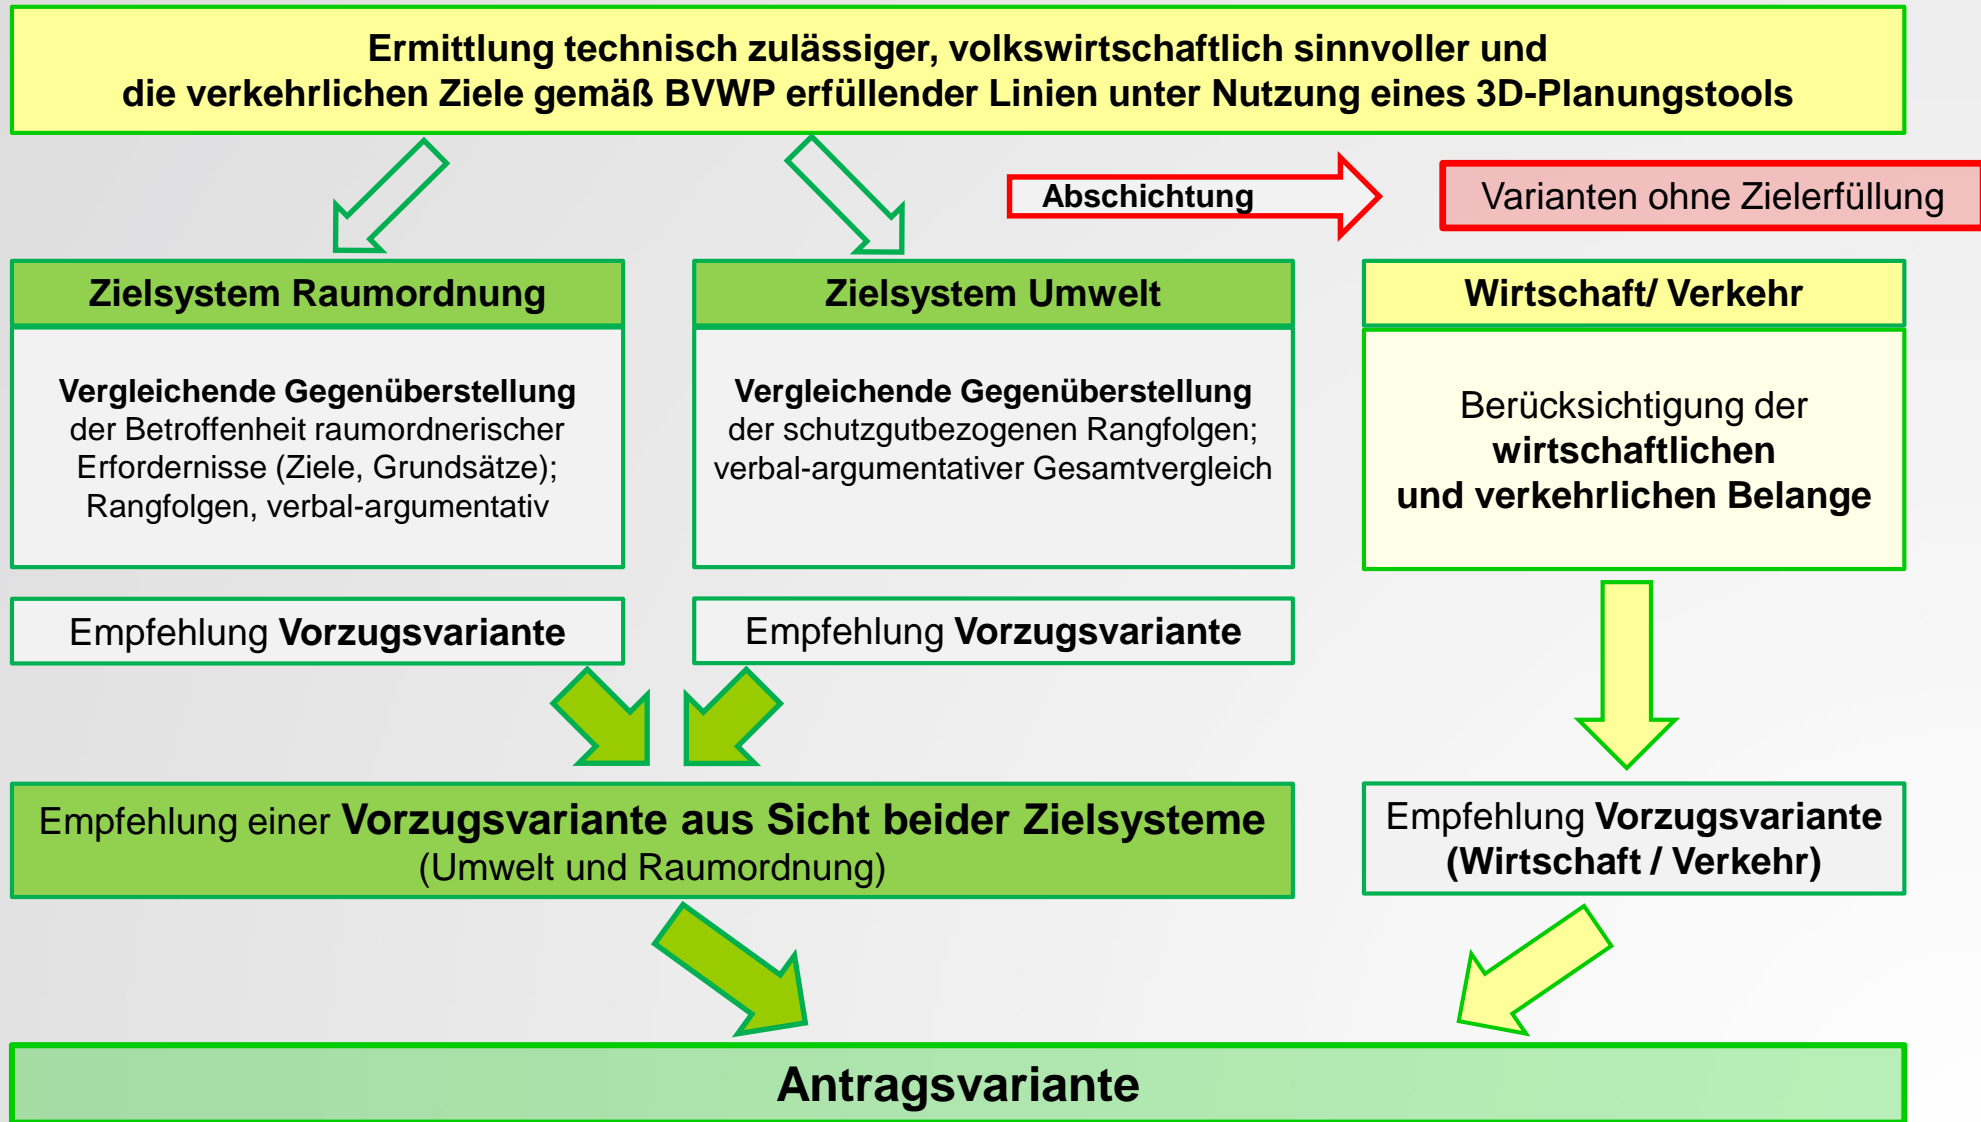 Ermittlung technisch zulässiger, volkswirtschaftlich sinnvoller und
die verkehrlichen Ziele gemäß BVWP erfüllender Linien unter Nutzung eines 3D-Planungstools
Abschichtung
Varianten ohne Zielerfüllung
Zielsystem Raumordnung
Vergleichende Gegenüberstellung
der Betroffenheit raumordnerischer
Erfordernisse (Ziele, Grundsätze);
Rangfolgen, verbal-argumentativ
Empfehlung Vorzugsvariante
Zielsystem Umwelt
Vergleichende Gegenüberstellung
der schutzgutbezogenen Rangfolgen;
verbal-argumentativer Gesamtvergleich
Empfehlung Vorzugsvariante
Wirtschaft/ Verkehr
Berücksichtigung der
wirtschaftlichen
und verkehrlichen Belange
Empfehlung einer Vorzugsvariante aus Sicht beider Zielsysteme
(Umwelt und Raumordnung)
Empfehlung Vorzugsvariante
(Wirtschaft / Verkehr)
Antragsvariante